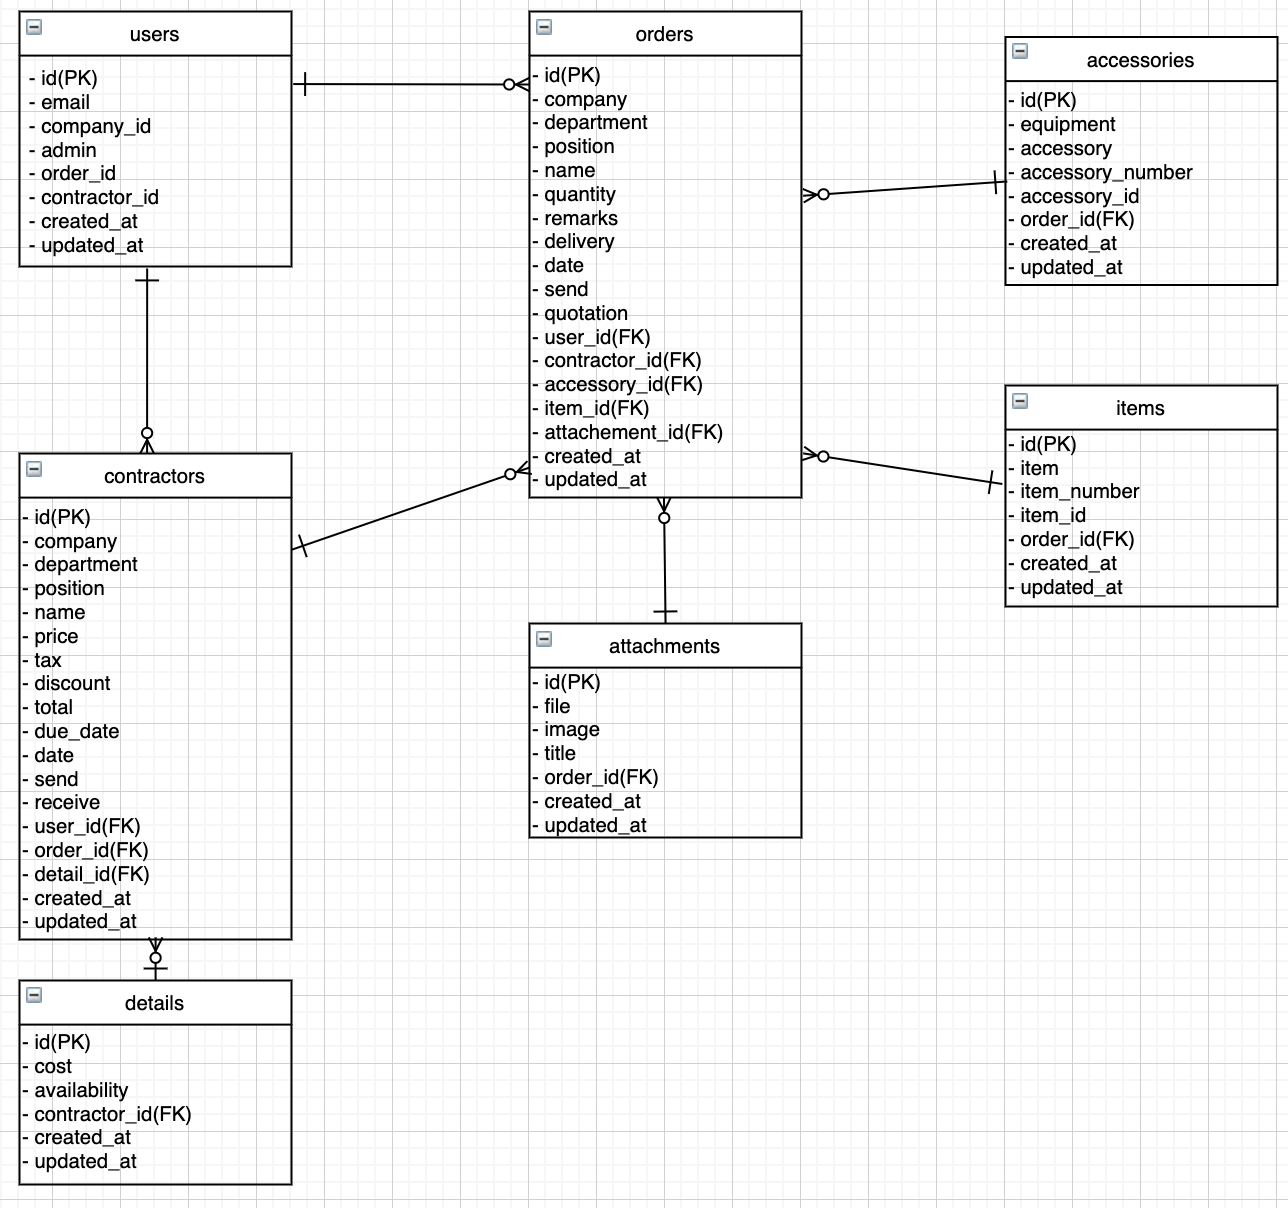 users
- id(PK)
- email
- company_id
- admin
- order_id
- contractor_id
- created_at
- updated_at
orders
- id(PK)
- company
- department
- position
- name
- quantity
- remarks
- delivery
- date
- send
- quotation
- user_id(FK)
- contractor_id(FK)
- accessory_id(FK)
- item_id(FK)
- attachement_id(FK)
- created_at
- updated_at
accessories
- id(PK)
- equipment
- accessory
- accessory_number
- accessory_id
- order_id(FK)
- created_at
- updated_at
items
- id(PK)
- item
- item_number
- item_id
- order_id(FK)
- created_at
- updated_at
contractors
- id(PK)
- company
- department
- position
- name
- price
- tax
- discount
- total
- due_date
- date
- send
- receive
- user_id(FK)
- order_id(FK)
- detail_id(FK)
- created_at
- updated_at
attachments
- id(PK)
- file
- image
- title
- order_id(FK)
- created_at
- updated_at
details
- id(PK)
- cost
- availability
- contractor_id(FK)
- created_at
- updated_at